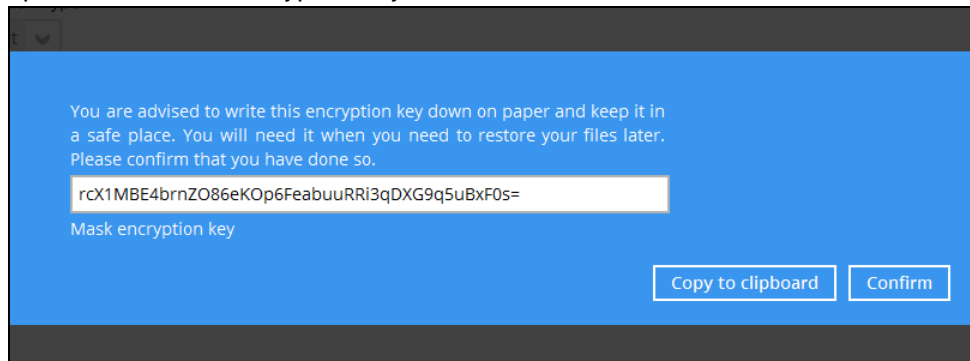 You are advised to write this encryption key down on paper and keep it in
a safe place. You will need it when you need to restore your files later.
Please confirm that you have done so.
rcX1MBE4brnZO86eKOp6FeabuuRRi3qDXG9q5uBxF0s=
Mask encryption key
Copy to clipboard
Confirm